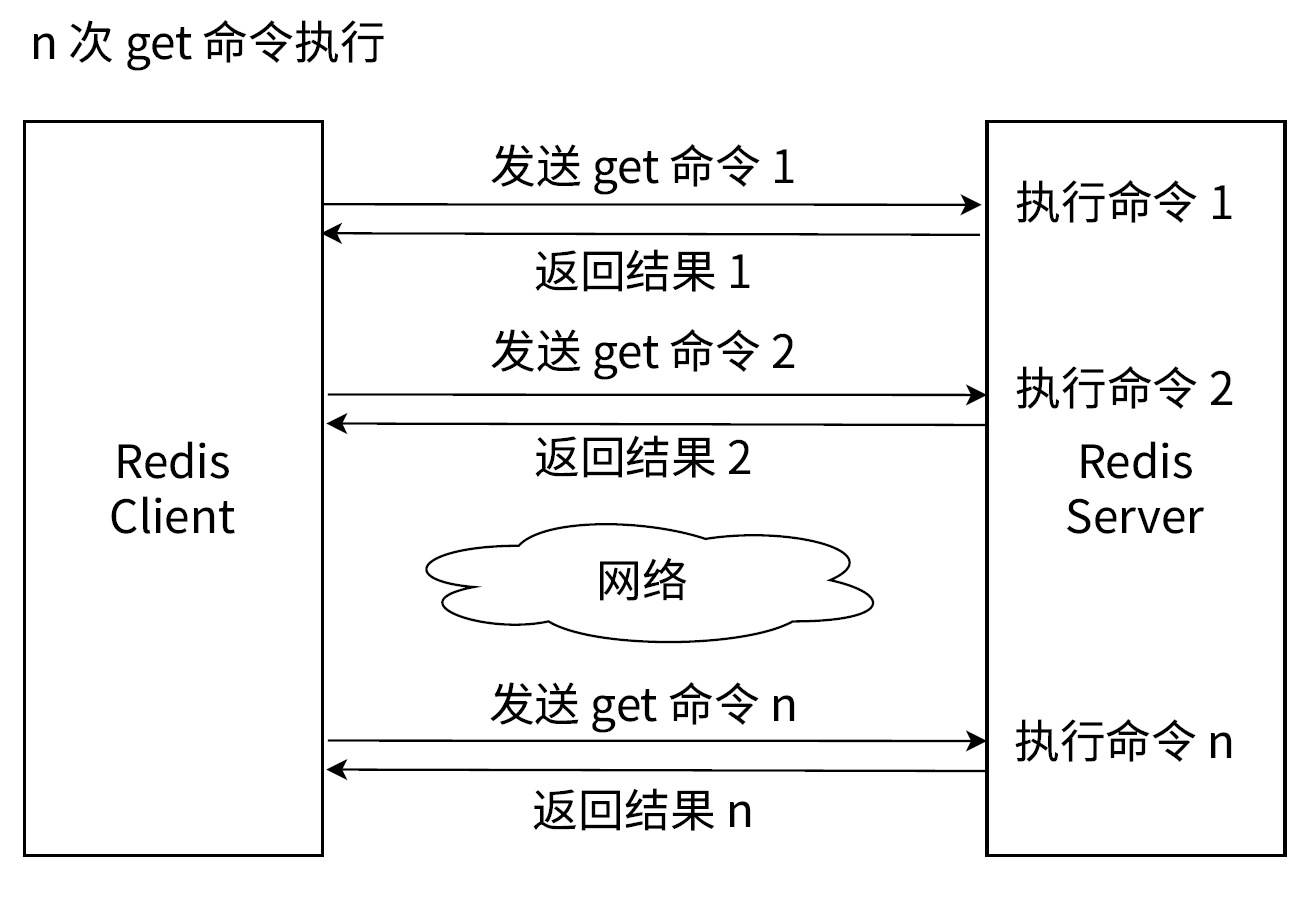 n 次 get 命令执行
发送 get 命令 1
执行命令 1
返回结果 1
发送 get 命令 2
执行命令 2
返回结果 2
Redis
Client
Redis
Server
网络
发送 get 命令 n
执行命令 n
返回结果 n